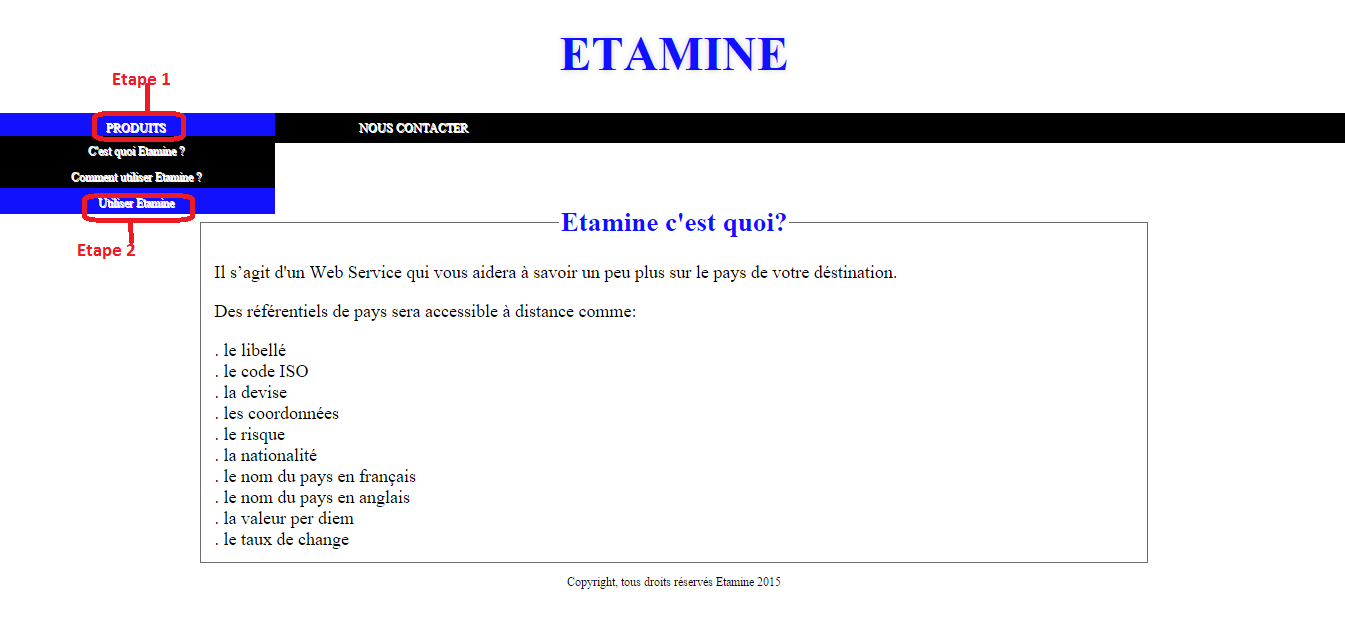 ETAMINE
Etape 1
PRODUITS
NOUS CONTACTER
C'est quoi Etamine ?
Comment utiliser Etamine ?
Utiliser Etamine
Etape 2
Etamine c'est quoi?
Il s’agit d'un Web Service qui vous aidera à savoir un peu plus sur le pays de votre déstination.
Des référentiels de pays sera accessible à distance comme:
. le libellé
. le code ISO
. la devise
. les coordonnées
. le risque
. la nationalité
. le nom du pays en français
. le nom du pays en anglais
. la valeur per diem
. le taux de change
Copyright, tous droits réservés Etamine 2015